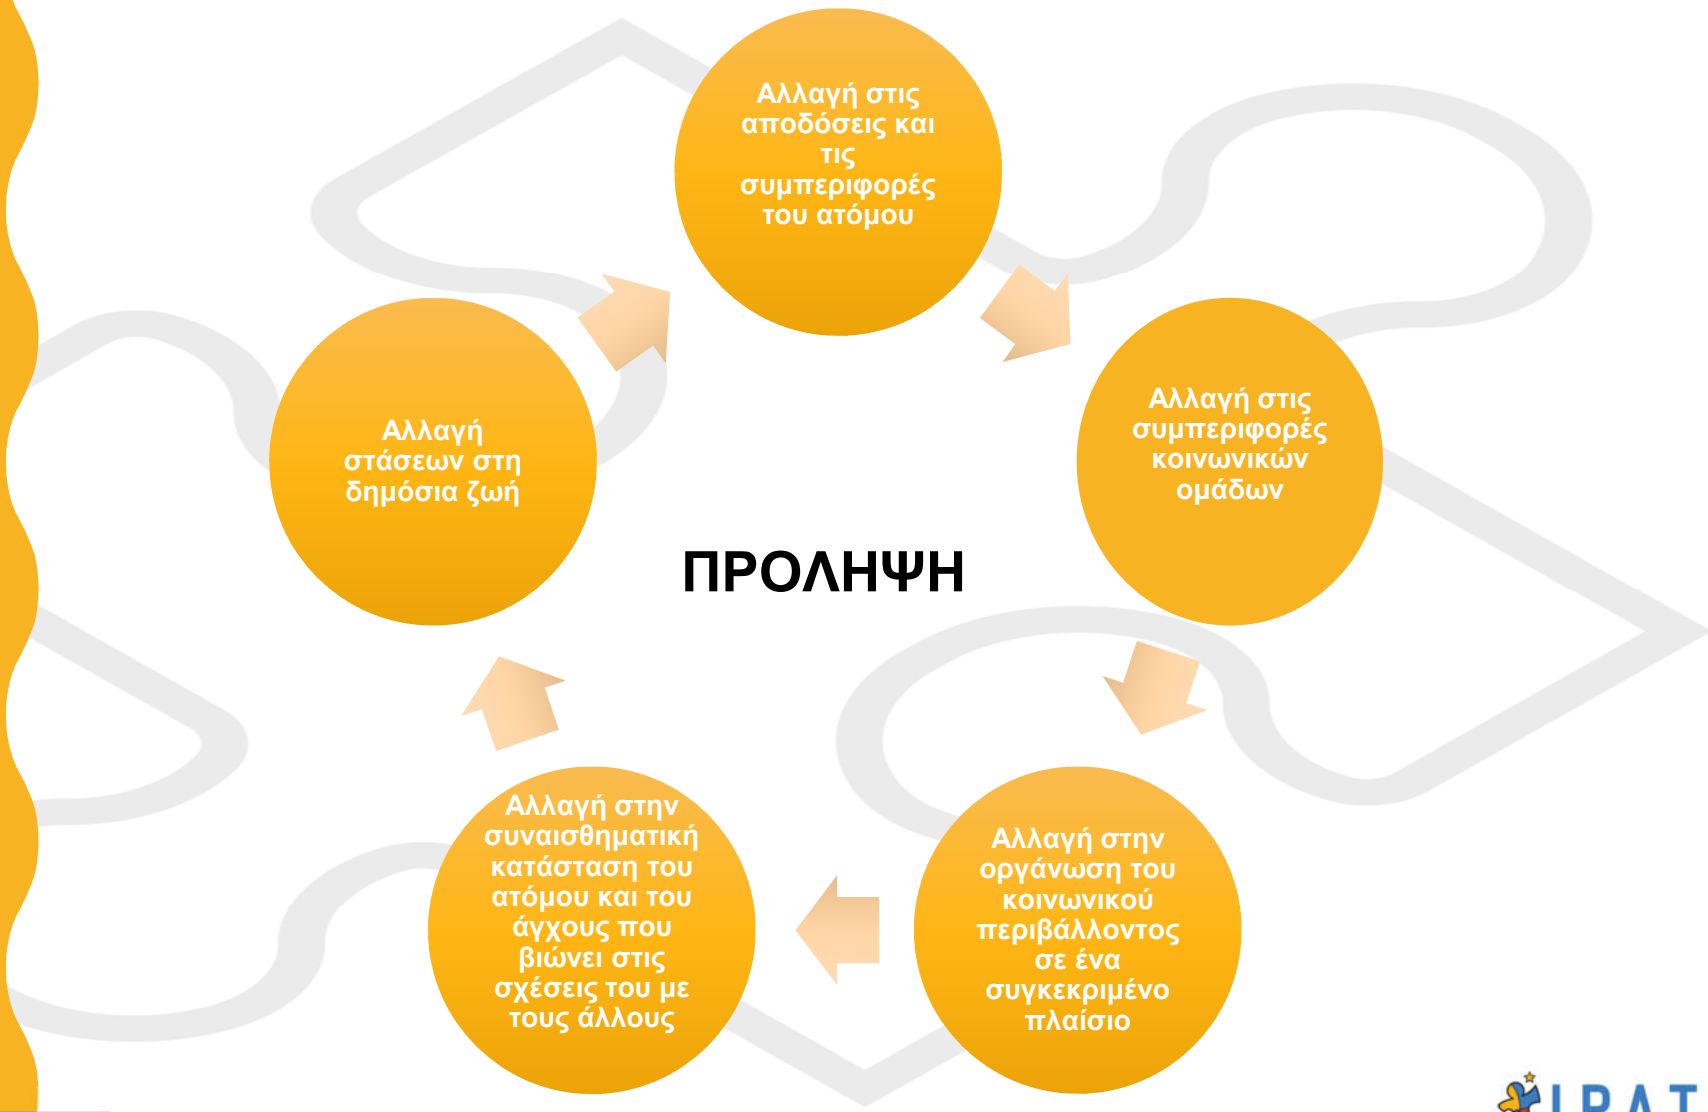 Αλλαγή στις
αποδόσεις και
τις
συμπεριφορές
του ατόμου
Αλλαγή στις
συμπεριφορές
κοινωνικών
ομάδων
Αλλαγή στην
οργάνωση του
κοινωνικού
περιβάλλοντος
σε ένα
συγκεκριμένο
πλαίσιο
Αλλαγή στην
συναισθηματική
κατάσταση του
ατόμου και του
άγχους που
βιώνει στις
σχέσεις του με
τους άλλους
Αλλαγή
στάσεων στη
δημόσια ζωή
ΠΡΟΛΗΨΗ